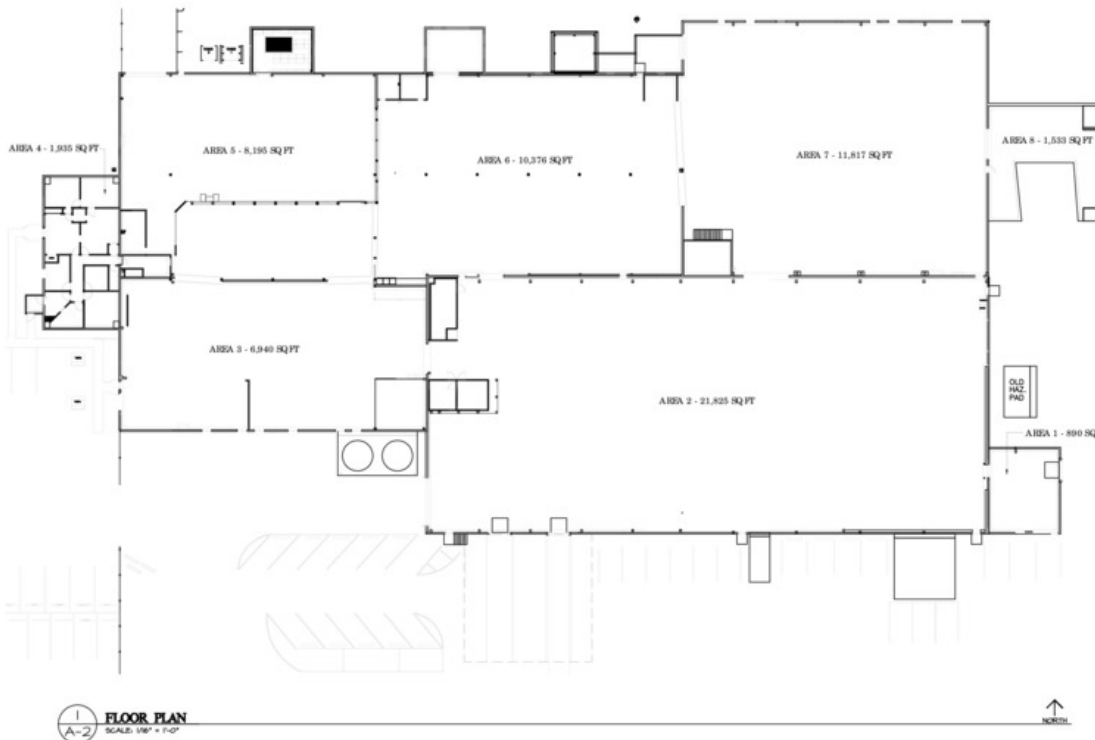 AREA 4 - 1,935 SQ FT
AREA 5 - 8,195 SQ FT
AREA 6 - 10,376 SQ FT
AREA 7 - 11,817 SQ FT
AREA 8 - 1,533 SQ FT
AREA 3 - 6,940 SQ FT
AREA 2 - 21,825 SQ FT
OLD
HAZ.
PAD
AREA 1 - 890 SQ
1
A-2
FLOOR PLAN
SCALE: 1/16" = 1'-0"
NORTH